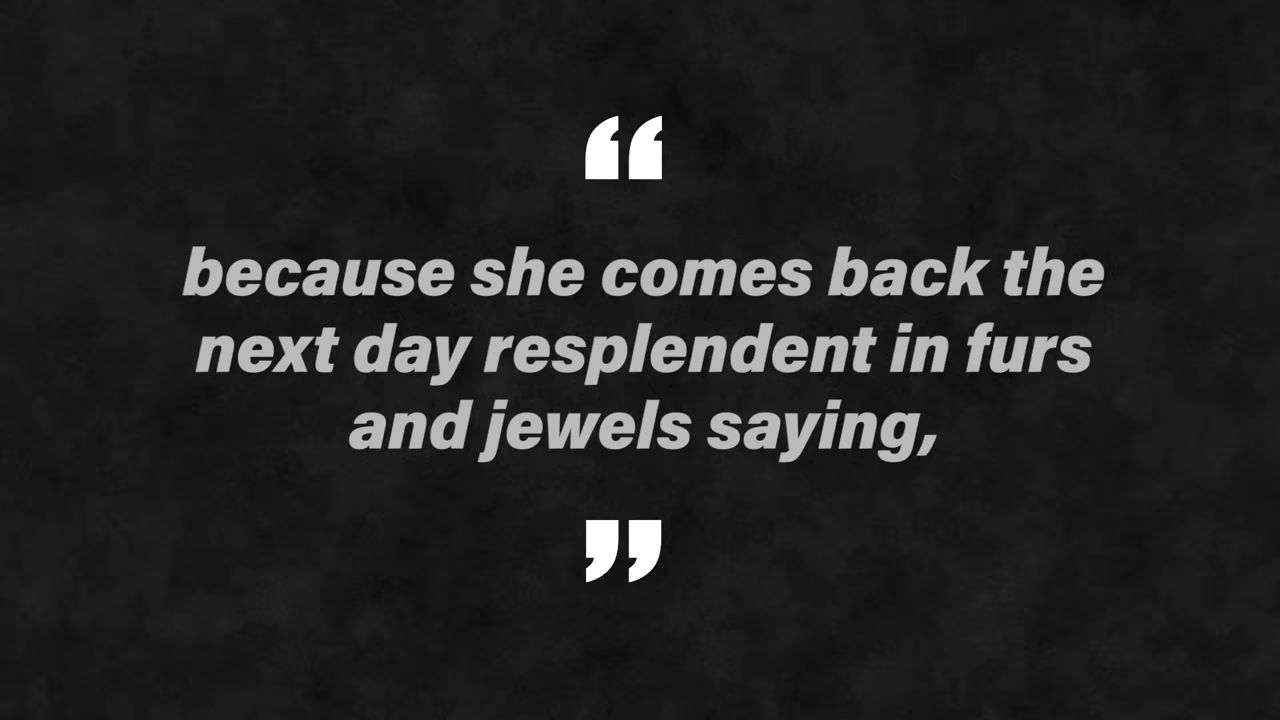 “
because she comes back the
next day resplendent in furs
and jewels saying,
”